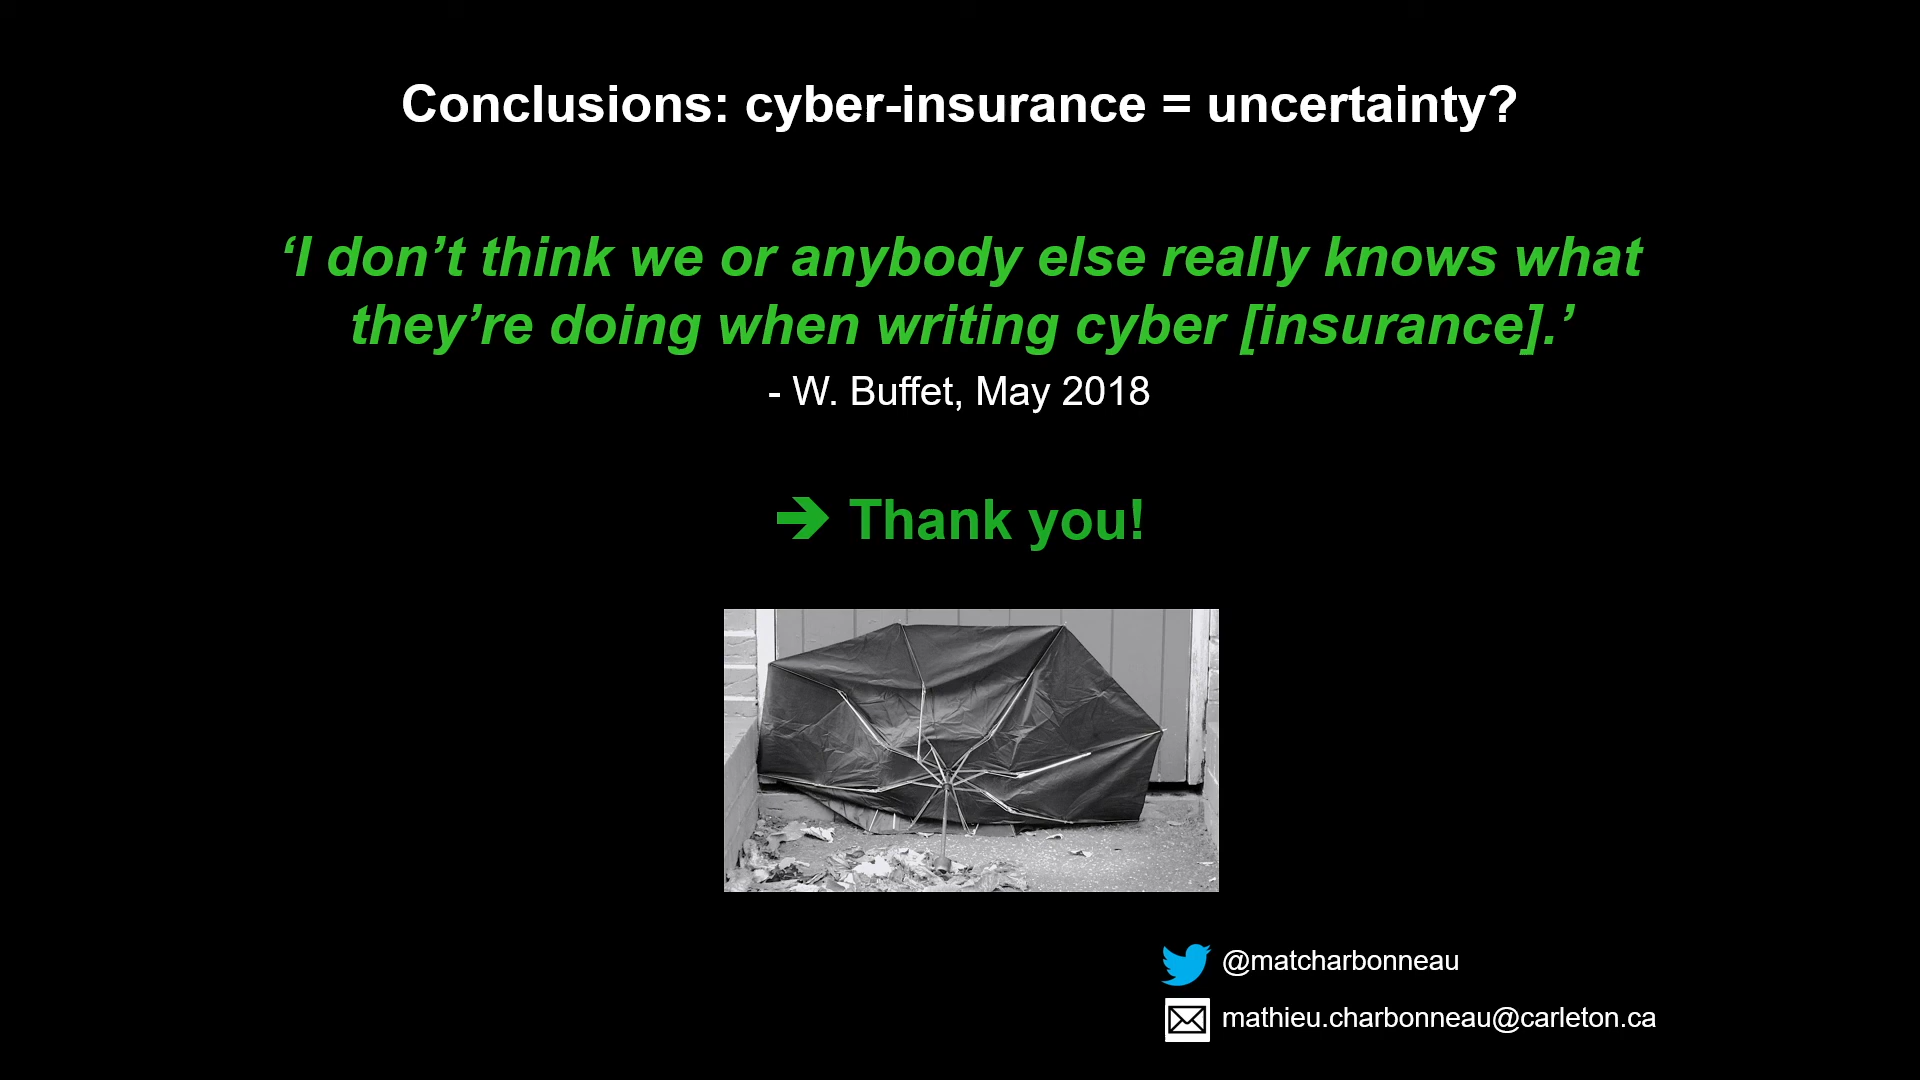 Conclusions: cyber-insurance = uncertainty?
‘I don’t think we or anybody else really knows what
they’re doing when writing cyber [insurance].’
- W. Buffet, May 2018
➔ Thank you!
@matcharbonneau
mathieu.charbonneau@carleton.ca